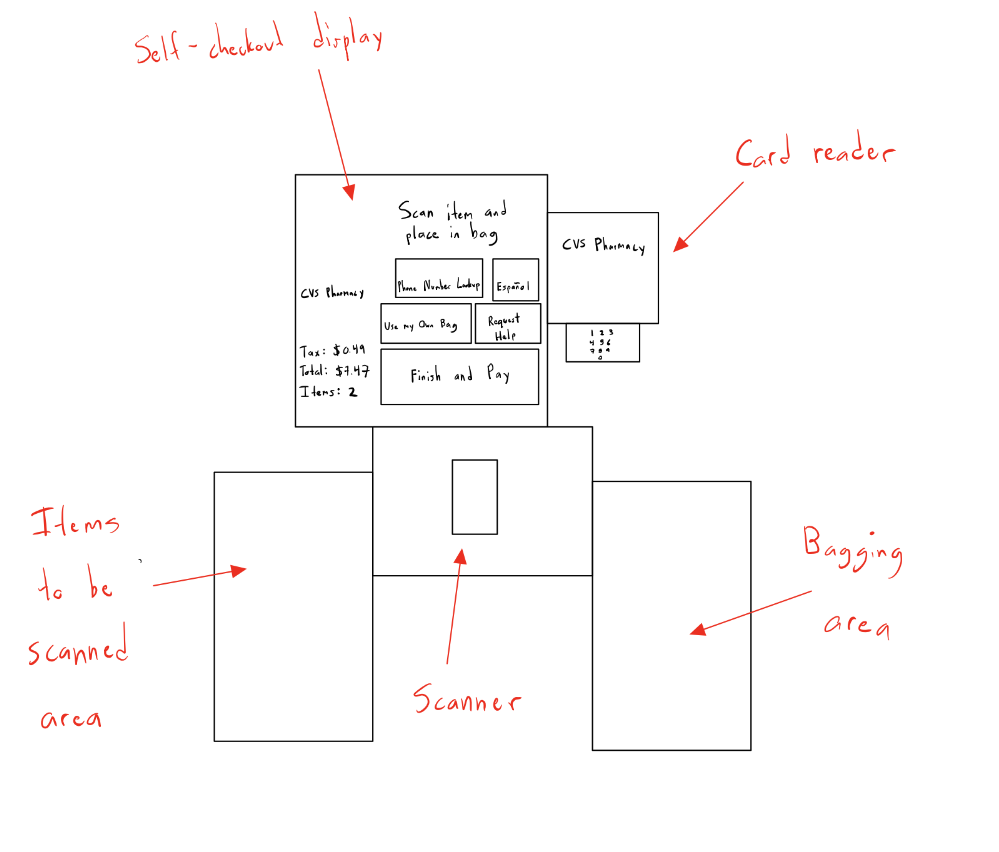 Self-checkout display
Card reader
Scan item and
place in bag
CVS Pharmacy
CVS Pharmacy
Phone Number Lookup
Español
Use my Own Bag
Request
Help
Tax: $0.49
Total: $7.47
Items: 2
Finish and Pay
1 2 3
4 5 6
7 8 9
0
Items
to be
scanned
area
Scanner
Bagging
area